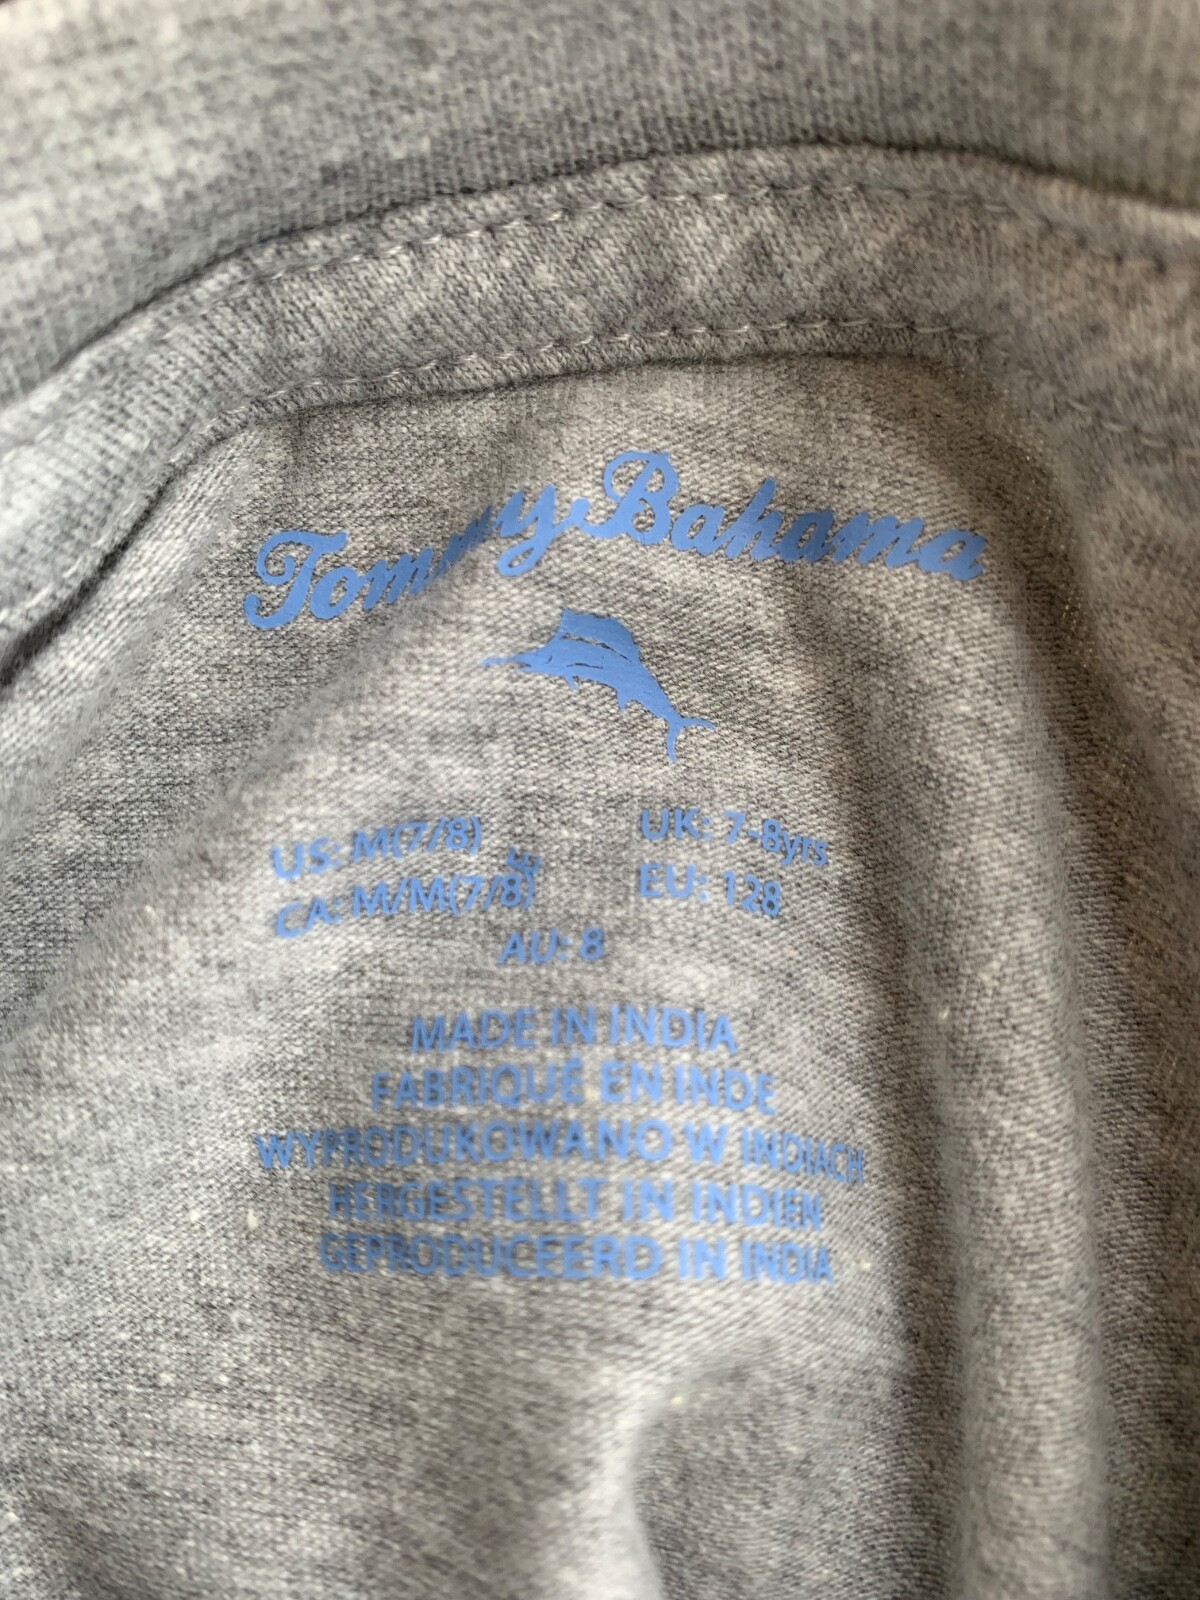 Tommy Bahama
US: M(7/8) UK: 7-8yrs
CA: M/M(7/8) EU: 128
AU: 8
MADE IN INDIA
FABRIQUÉ EN INDE
WYPRODUKOWANO W INDIACH
HERGESTELLT IN INDIEN
GEPRODUCEERD IN INDIA